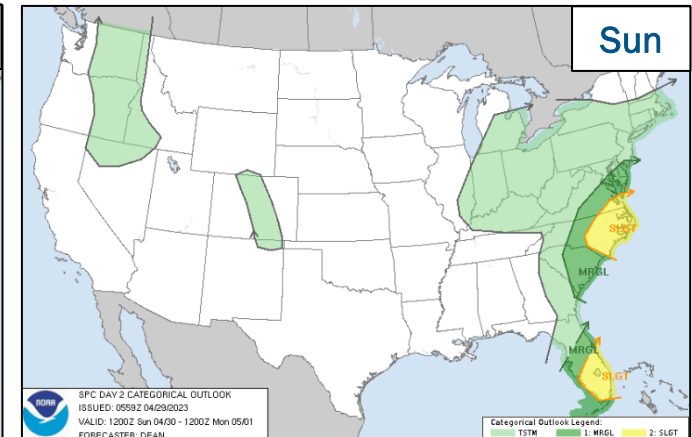 Sun
SLGT
MRGL
MRGL
SLGT
NOAA
SPC DAY 2 CATEGORICAL OUTLOOK
ISSUED: 0559Z 04/29/2023
VALID: 1200Z Sun 04/30 - 1200Z Mon 05/01
FORECASTER: DEAN
Categorical Outlook Legend:
TSTM 1: MRGL 2: SLGT